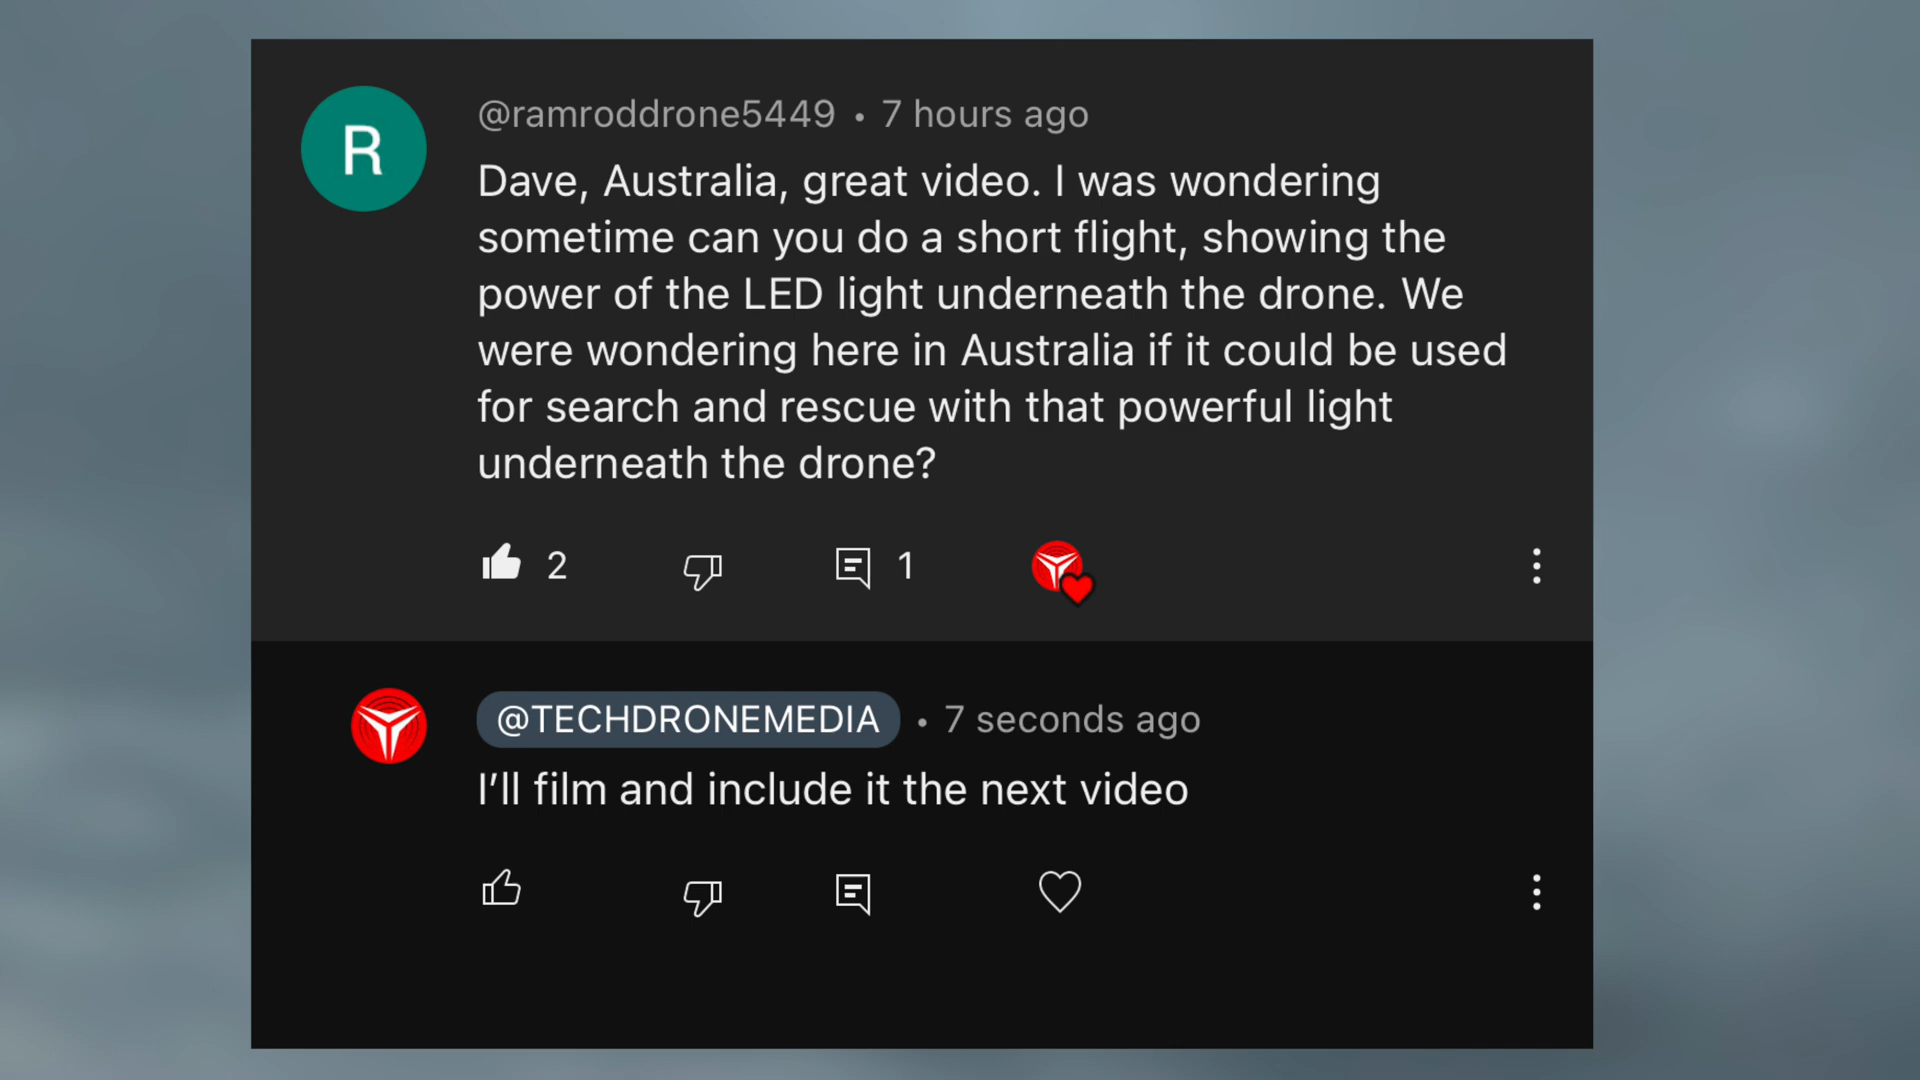 R
@ramroddrone5449 • 7 hours ago
Dave, Australia, great video. I was wondering
sometime can you do a short flight, showing the
power of the LED light underneath the drone. We
were wondering here in Australia if it could be used
for search and rescue with that powerful light
underneath the drone?
2 1
@TECHDRONEMEDIA • 7 seconds ago
I’ll film and include it the next video